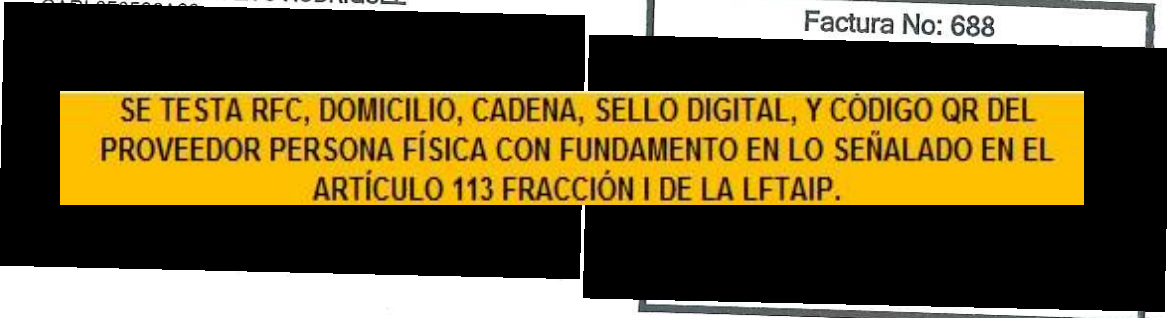 RODRIGUEZ
Factura No: 688
SE TESTA RFC, DOMICILIO, CADENA, SELLO DIGITAL, Y CÓDIGO QR DEL
PROVEEDOR PERSONA FÍSICA CON FUNDAMENTO EN LO SEÑALADO EN EL
ARTÍCULO 113 FRACCIÓN I DE LA LFTAIP.